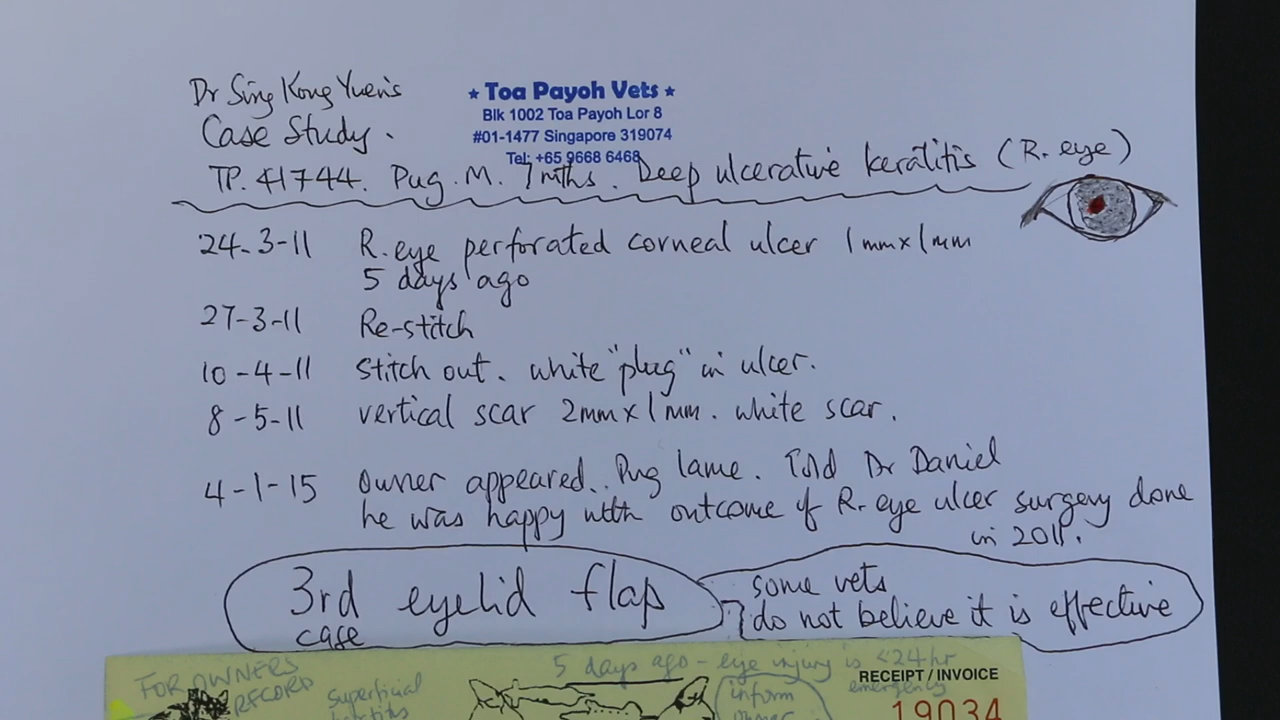 Dr Sing Kong Yuen's
Case Study.
★ Toa Payoh Vets ★
Blk 1002 Toa Payoh Lor 8
#01-1477 Singapore 319074
Tel: +65 9668 6468
TP. 41744. Pug. M. 7 mths. Deep ulcerative keratitis (R. eye)
24-3-11 R. eye perforated corneal ulcer 1mm x 1mm
5 days ago
27-3-11 Re-stitch
10-4-11 Stitch out. white "plug" in ulcer.
8-5-11 vertical scar 2mm x 1mm. white scar.
4-1-15 Owner appeared. Pug lame. Told Dr Daniel
he was happy with outcome of R. eye ulcer surgery done
in 2011.
3rd eyelid flap
case
some vets
do not believe it is effective
FOR OWNERS
RECORD
Superficial
5 days ago - eye injury is <24hr
emergency
inform
RECEIPT / INVOICE
19034